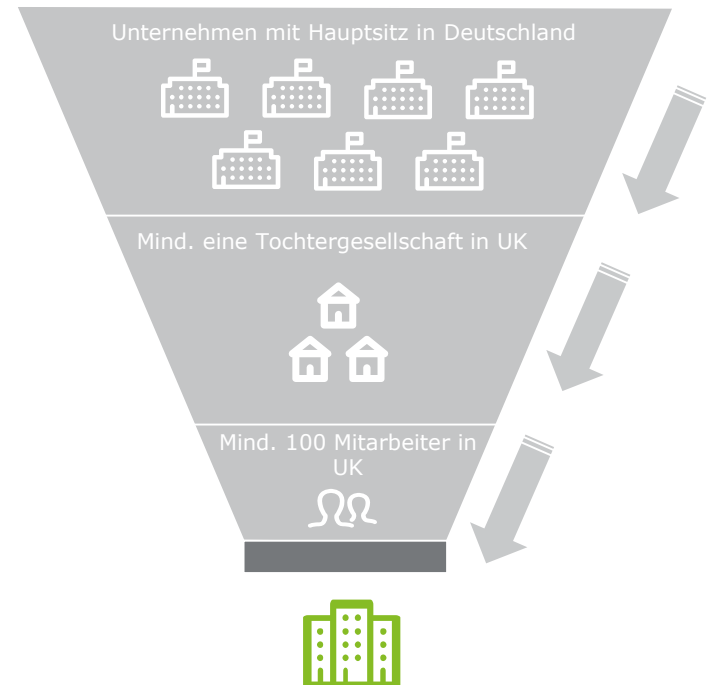 Unternehmen mit Hauptsitz in Deutschland
Mind. eine Tochtergesellschaft in UK
Mind. 100 Mitarbeiter in
UK